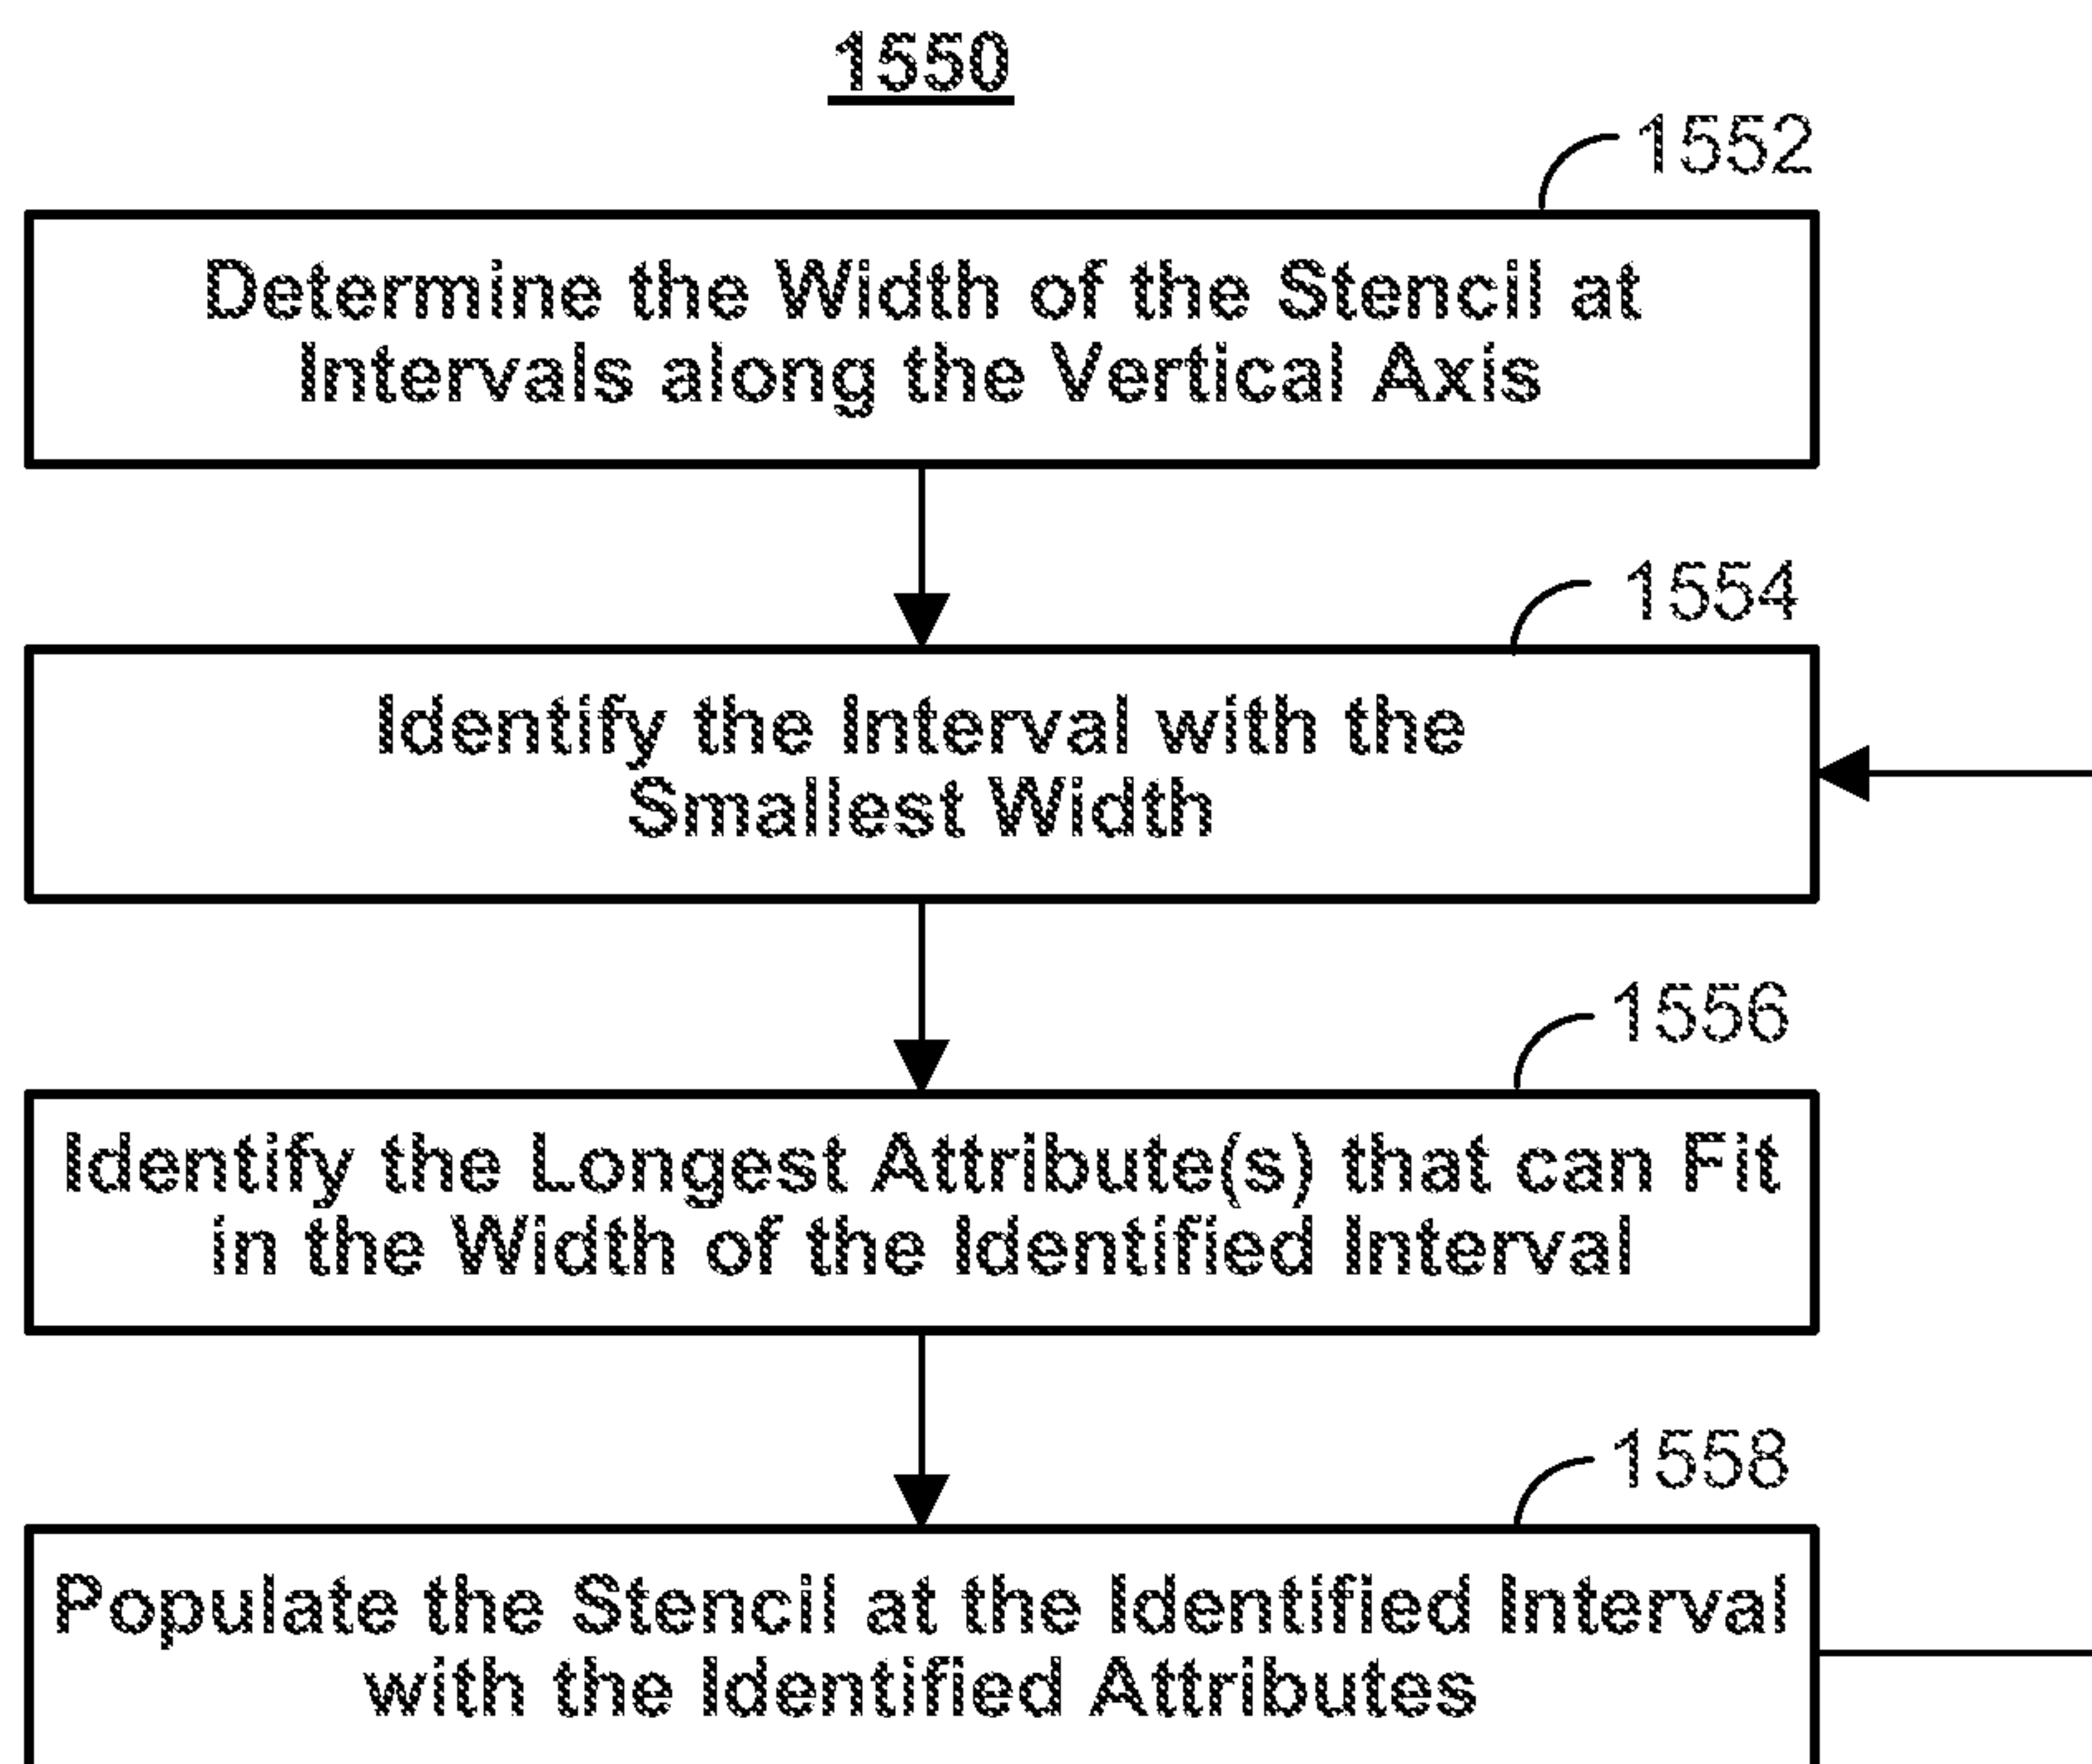 1550
1552
Determine the Width of the Stencil at
Intervals along the Vertical Axis
1554
Identify the Interval with the
Smallest Width
1556
Identify the Longest Attribute(s) that can Fit
in the Width of the Identified Interval
1558
Populate the Stencil at the Identified Interval
with the Identified Attributes